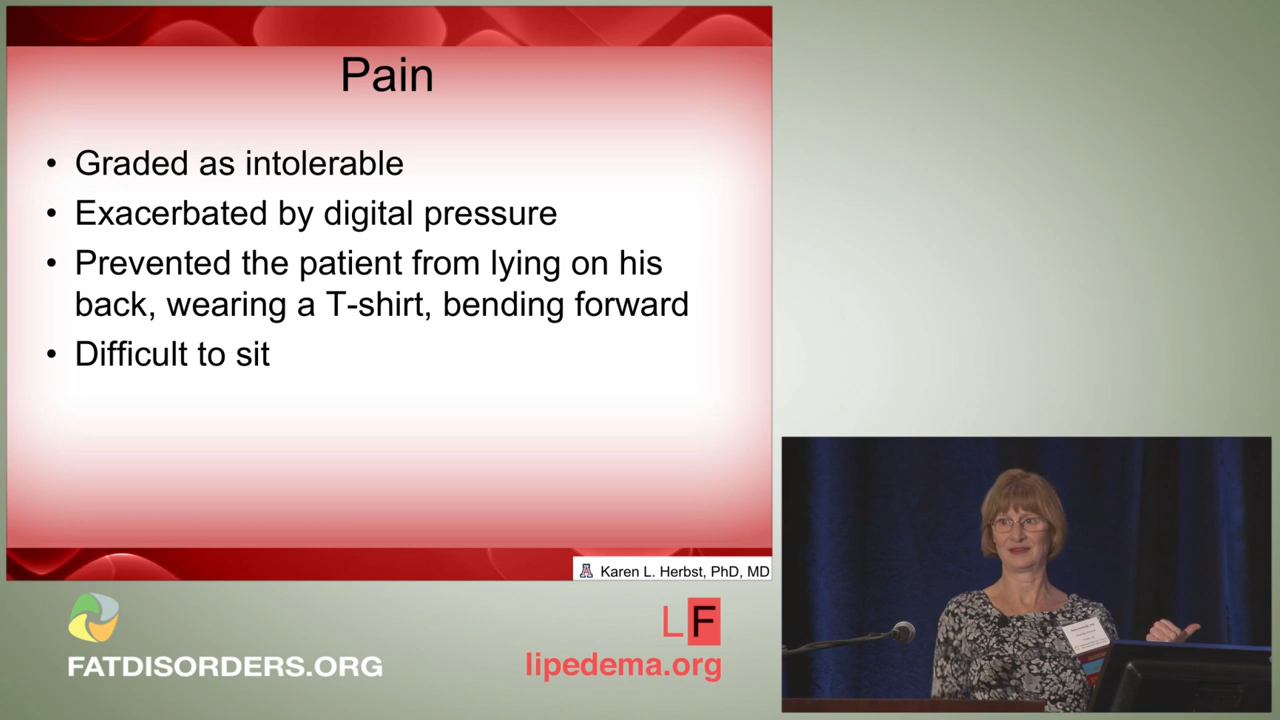 Pain
• Graded as intolerable
• Exacerbated by digital pressure
• Prevented the patient from lying on his
back, wearing a T-shirt, bending forward
• Difficult to sit
A Karen L. Herbst, PhD, MD
FATDISORDERS.ORG
LF
lipedema.org